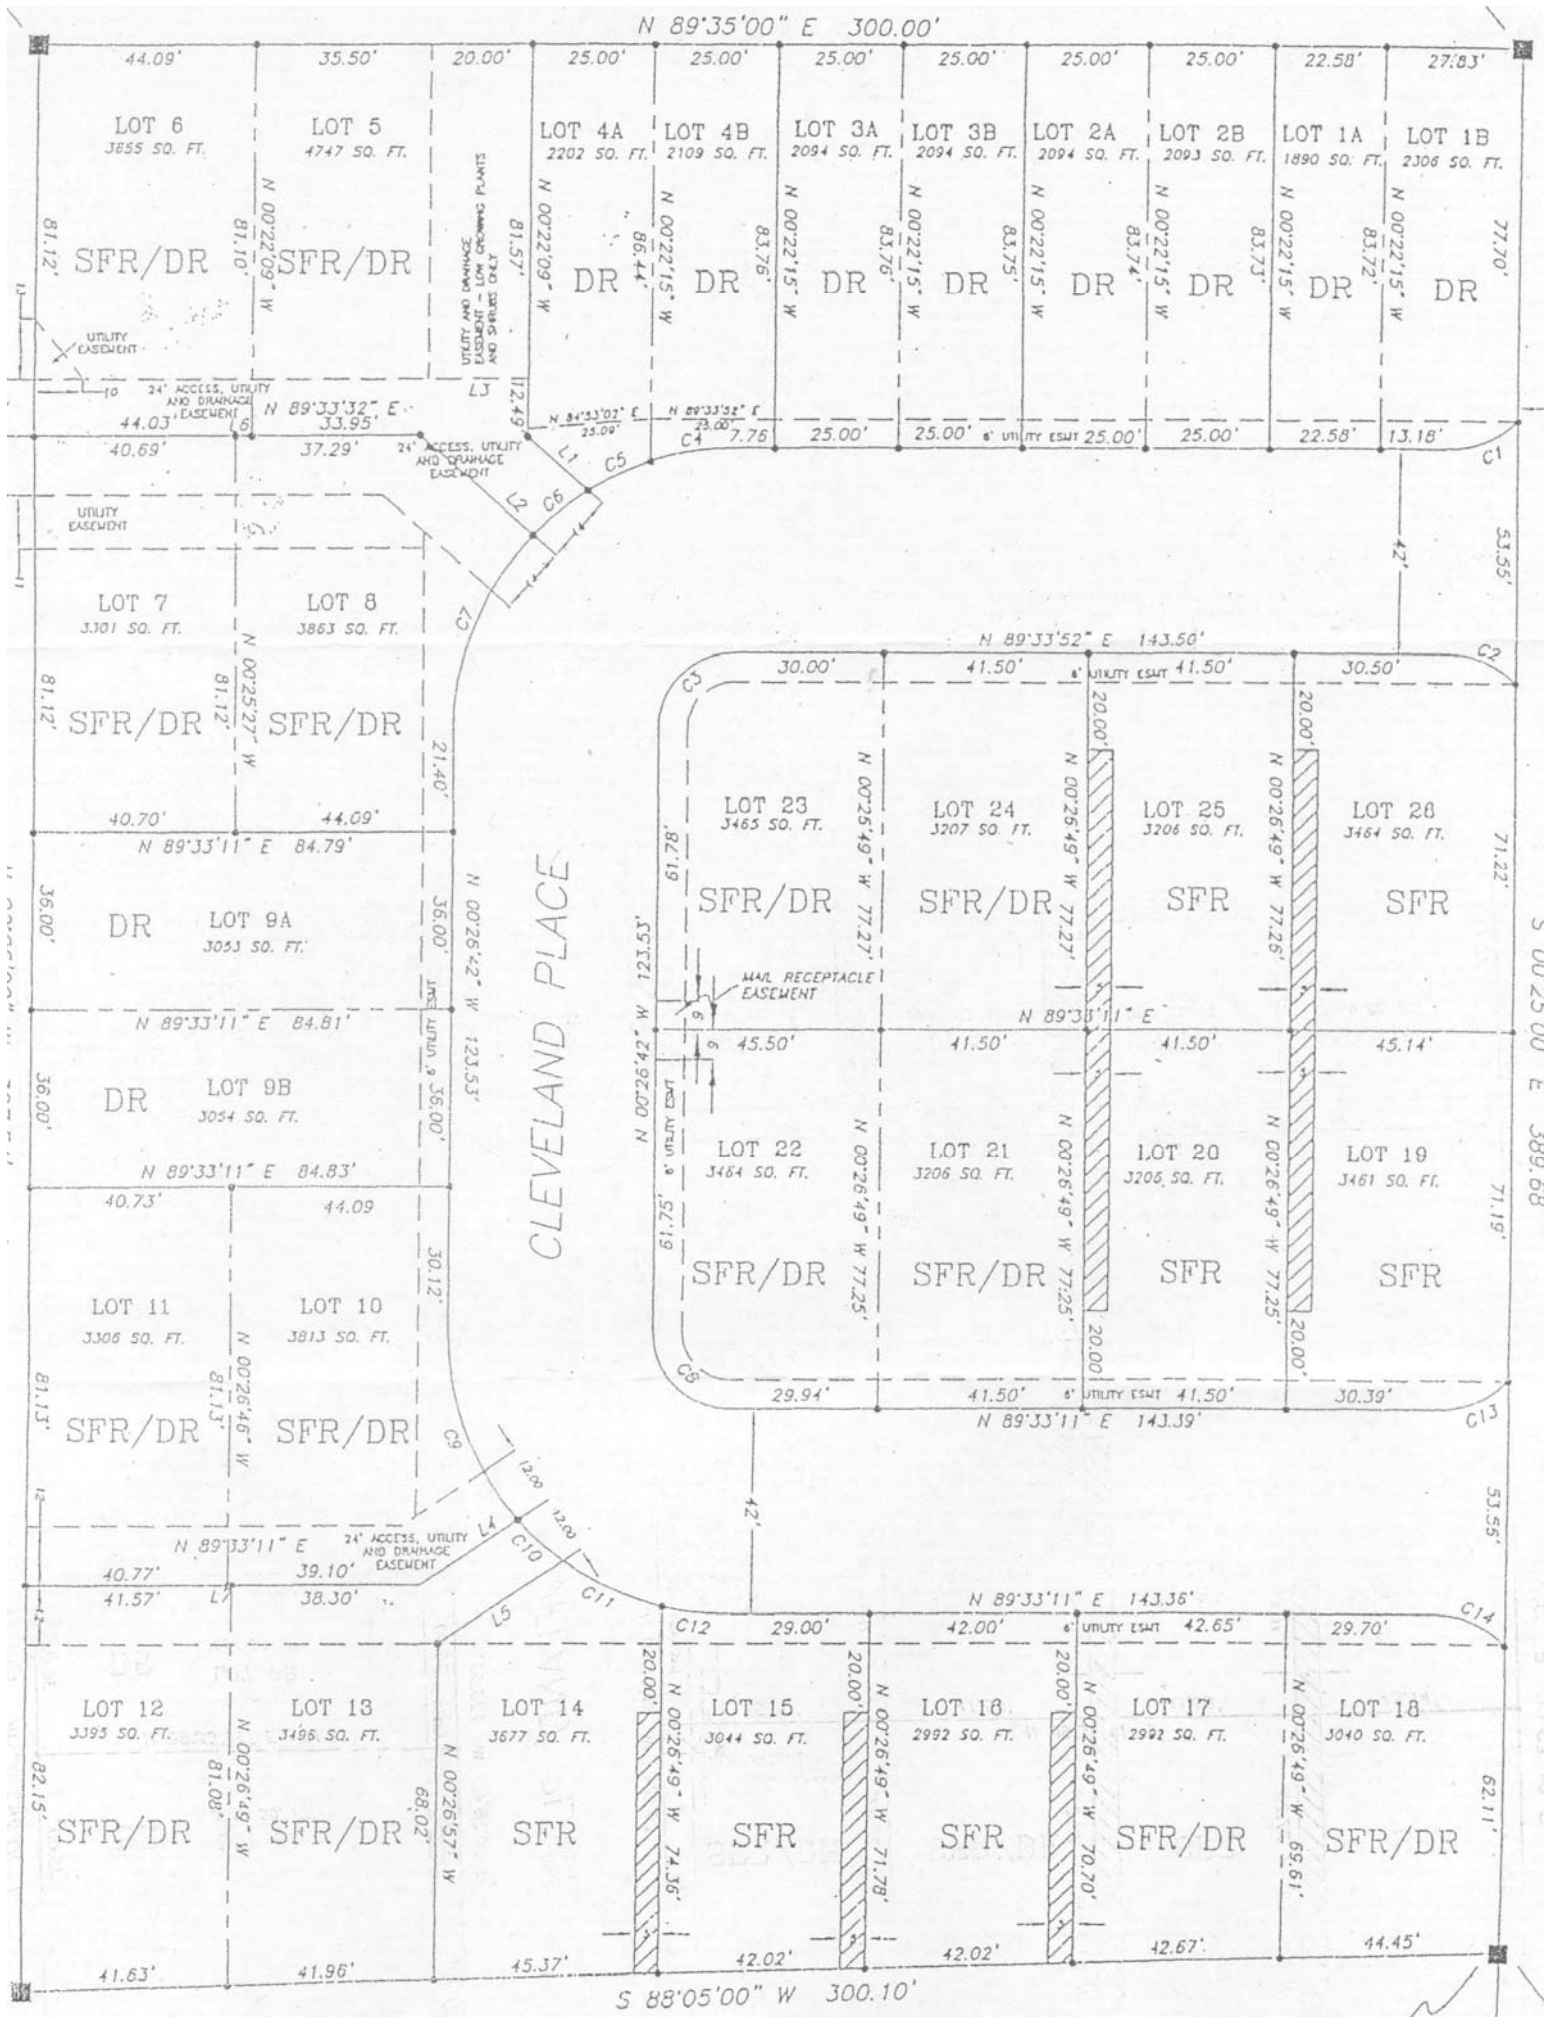 N 89°35'00" E 300.00'
44.09' 35.50' 20.00' 25.00' 25.00' 25.00' 25.00' 25.00' 25.00' 22.58' 27.83'
LOT 6
3855 SQ. FT.
SFR/DR
81.12'
81.10'
N 00°22'09" W
LOT 5
4747 SQ. FT.
SFR/DR
UTILITY AND DRAINAGE
EASEMENT - LOW GROWING PLANTS
AND SHRUBS ONLY
81.57'
N 00°22'09" W
LOT 4A
2202 SQ. FT.
DR
86.44'
N 00°22'15" W
LOT 4B
2109 SQ. FT.
DR
83.76'
N 00°22'15" W
LOT 3A
2094 SQ. FT.
DR
83.76'
N 00°22'15" W
LOT 3B
2094 SQ. FT.
DR
83.75'
N 00°22'15" W
LOT 2A
2094 SQ. FT.
DR
83.74'
N 00°22'15" W
LOT 2B
2093 SQ. FT.
DR
83.73'
N 00°22'15" W
LOT 1A
1890 SQ. FT.
DR
83.72'
N 00°22'15" W
LOT 1B
2306 SQ. FT.
DR
77.70'
UTILITY
EASEMENT
10
24' ACCESS, UTILITY
AND DRAINAGE
EASEMENT
N 89°33'32" E
L3
12.49
44.03' L6 33.95'
40.69' 37.29'
24' ACCESS, UTILITY
AND DRAINAGE
EASEMENT
N 84°53'02" E
25.09'
N 89°33'52" E
25.00'
L1
L2
C6
C5
C4 7.76 25.00' 25.00' 6' UTILITY ESMT 25.00' 25.00' 22.58' 13.18'
C1
UTILITY
EASEMENT
11
42'
53.55'
LOT 7
3301 SQ. FT.
SFR/DR
81.12'
81.12'
N 00°25'27" W
LOT 8
3863 SQ. FT.
SFR/DR
C7
21.40'
40.70' 44.09'
N 89°33'11" E 84.79'
N 89°33'52" E 143.50'
C3 30.00' 41.50' 6' UTILITY ESMT 41.50' 30.50' C2
20.00' 20.00'
LOT 23
3465 SQ. FT.
SFR/DR
N 00°26'49" W 77.27'
LOT 24
3207 SQ. FT.
SFR/DR
N 00°26'49" W 77.27'
LOT 25
3206 SQ. FT.
SFR
N 00°26'49" W 77.26'
LOT 26
3464 SQ. FT.
SFR
71.22'
S 00°25'00" E 389.68'
61.78'
CLEVELAND PLACE
36.00'
DR LOT 9A
3053 SQ. FT.
36.00'
6' UTILITY ESMT
N 00°26'42" W 123.53'
N 00°26'42" W 123.53'
MAIL RECEPTACLE
EASEMENT
6
6
N 89°33'11" E 84.81'
N 89°33'11" E
45.50' 41.50' 41.50' 45.14'
36.00'
DR LOT 9B
3054 SQ. FT.
36.00'
6' UTILITY ESMT
N 89°33'11" E 84.83'
40.73' 44.09
61.75'
LOT 22
3464 SQ. FT.
SFR/DR
N 00°26'49" W 77.25'
LOT 21
3206 SQ. FT.
SFR/DR
N 00°26'49" W 77.25'
LOT 20
3206 SQ. FT.
SFR
N 00°26'49" W 77.25'
LOT 19
3461 SQ. FT.
SFR
71.19'
20.00 20.00'
LOT 11
3306 SQ. FT.
SFR/DR
81.13'
81.13'
N 00°26'46" W
LOT 10
3813 SQ. FT.
SFR/DR
30.12'
C9
C8 29.94' 41.50' 6' UTILITY ESMT 41.50' 30.39' C13
N 89°33'11" E 143.39'
12.00 12.00
42'
53.55'
12
N 89°33'11" E
24' ACCESS, UTILITY
AND DRAINAGE
EASEMENT
L4
C10
40.77' 39.10'
41.57' L7 38.30'
12
L5
C11
N 89°33'11" E 143.36'
C12 29.00' 42.00' 6' UTILITY ESMT 42.65' 29.70' C14
20.00' 20.00' 20.00'
LOT 12
3395 SQ. FT.
SFR/DR
82.15'
81.08'
N 00°26'49" W
LOT 13
3496 SQ. FT.
SFR/DR
68.02'
N 00°26'57" W
LOT 14
3677 SQ. FT.
SFR
N 00°26'49" W 74.36'
LOT 15
3044 SQ. FT.
SFR
N 00°26'49" W 71.78'
LOT 16
2992 SQ. FT.
SFR
N 00°26'49" W 70.70'
LOT 17
2992 SQ. FT.
SFR/DR
N 00°26'49" W 69.61'
LOT 18
3040 SQ. FT.
SFR/DR
62.11'
41.63' 41.96' 45.37' 42.02' 42.02' 42.67' 44.45'
S 88°05'00" W 300.10'